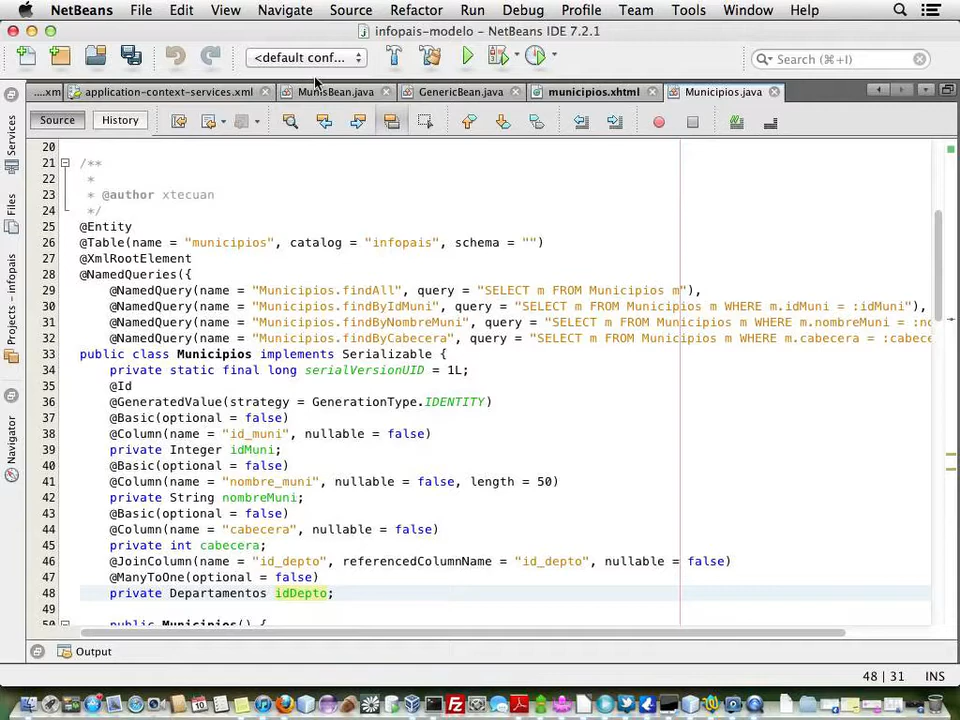 NetBeans File Edit View Navigate Source Refactor Run Debug Profile Team Tools Window Help
infopais-modelo - NetBeans IDE 7.2.1
<default conf... Search (⌘+I)
....xm application-context-services.xml MunisBean.java GenericBean.java municipios.xhtml Municipios.java
Source History
Services
Files
Projects - infopais
Navigator
20
21 /**
22 *
23 * @author xtecuan
24 */
25 @Entity
26 @Table(name = "municipios", catalog = "infopais", schema = "")
27 @XmlRootElement
28 @NamedQueries({
29 @NamedQuery(name = "Municipios.findAll", query = "SELECT m FROM Municipios m"),
30 @NamedQuery(name = "Municipios.findByIdMuni", query = "SELECT m FROM Municipios m WHERE m.idMuni = :idMuni"),
31 @NamedQuery(name = "Municipios.findByNombreMuni", query = "SELECT m FROM Municipios m WHERE m.nombreMuni = :no
32 @NamedQuery(name = "Municipios.findByCabecera", query = "SELECT m FROM Municipios m WHERE m.cabecera = :cabece
33 public class Municipios implements Serializable {
34 private static final long serialVersionUID = 1L;
35 @Id
36 @GeneratedValue(strategy = GenerationType.IDENTITY)
37 @Basic(optional = false)
38 @Column(name = "id_muni", nullable = false)
39 private Integer idMuni;
40 @Basic(optional = false)
41 @Column(name = "nombre_muni", nullable = false, length = 50)
42 private String nombreMuni;
43 @Basic(optional = false)
44 @Column(name = "cabecera", nullable = false)
45 private int cabecera;
46 @JoinColumn(name = "id_depto", referencedColumnName = "id_depto", nullable = false)
47 @ManyToOne(optional = false)
48 private Departamentos idDepto;
49
50 public Municipios() {
Output
48 | 31 INS